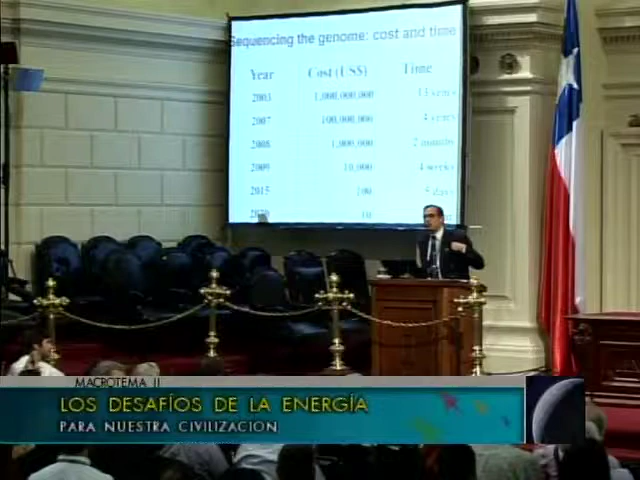 Sequencing the genome: cost and time
Year Cost (US$) Time
2003 1,000,000,000 13 years
2007 100,000,000 4 years
2008 1,000,000 2 months
2009 10,000 4 weeks
2015 100 5 days
2020 10
MACROTEMA II
LOS DESAFÍOS DE LA ENERGÍA
PARA NUESTRA CIVILIZACIÓN